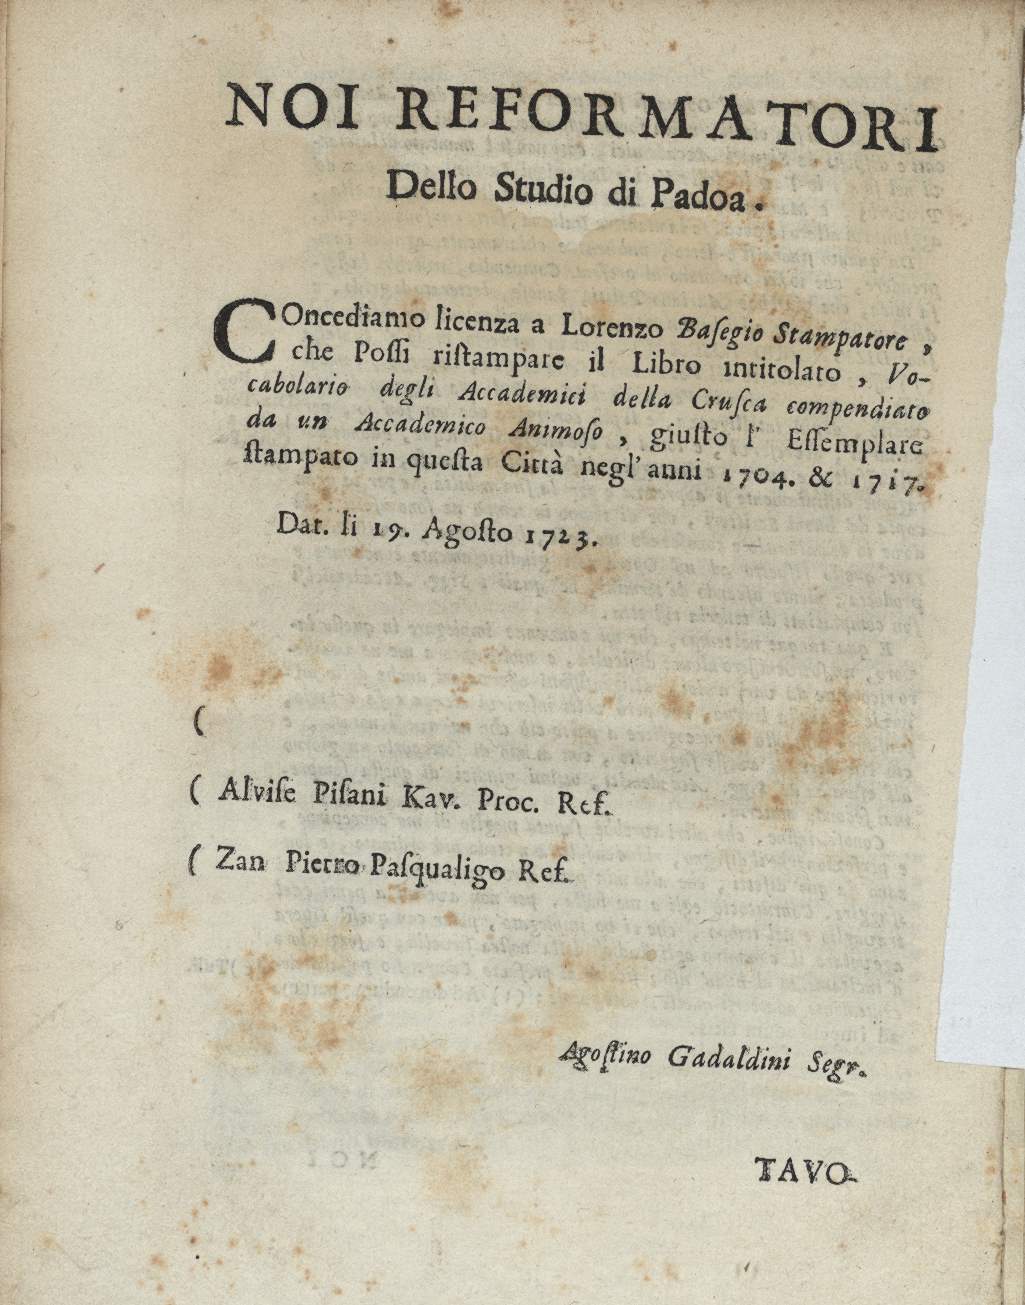 NOI REFORMATORI
Dello Studio di Padoa.
COncediamo licenza a Lorenzo Baſegio Stampatore,
che Poſſi riſtampare il Libro intitolato, Vo-
cabolario degli Accademici della Cruſca compendiato
da un Accademico Animoſo, giuſto l' Eſſemplare
ſtampato in queſta Città negl' anni 1704. & 1717.
Dat. li 19. Agoſto 1723.
(
( Alviſe Piſani Kav. Proc. Ref.
( Zan Pietro Paſqualigo Ref.
Agoſtino Gadaldini Segr.
TAVO-